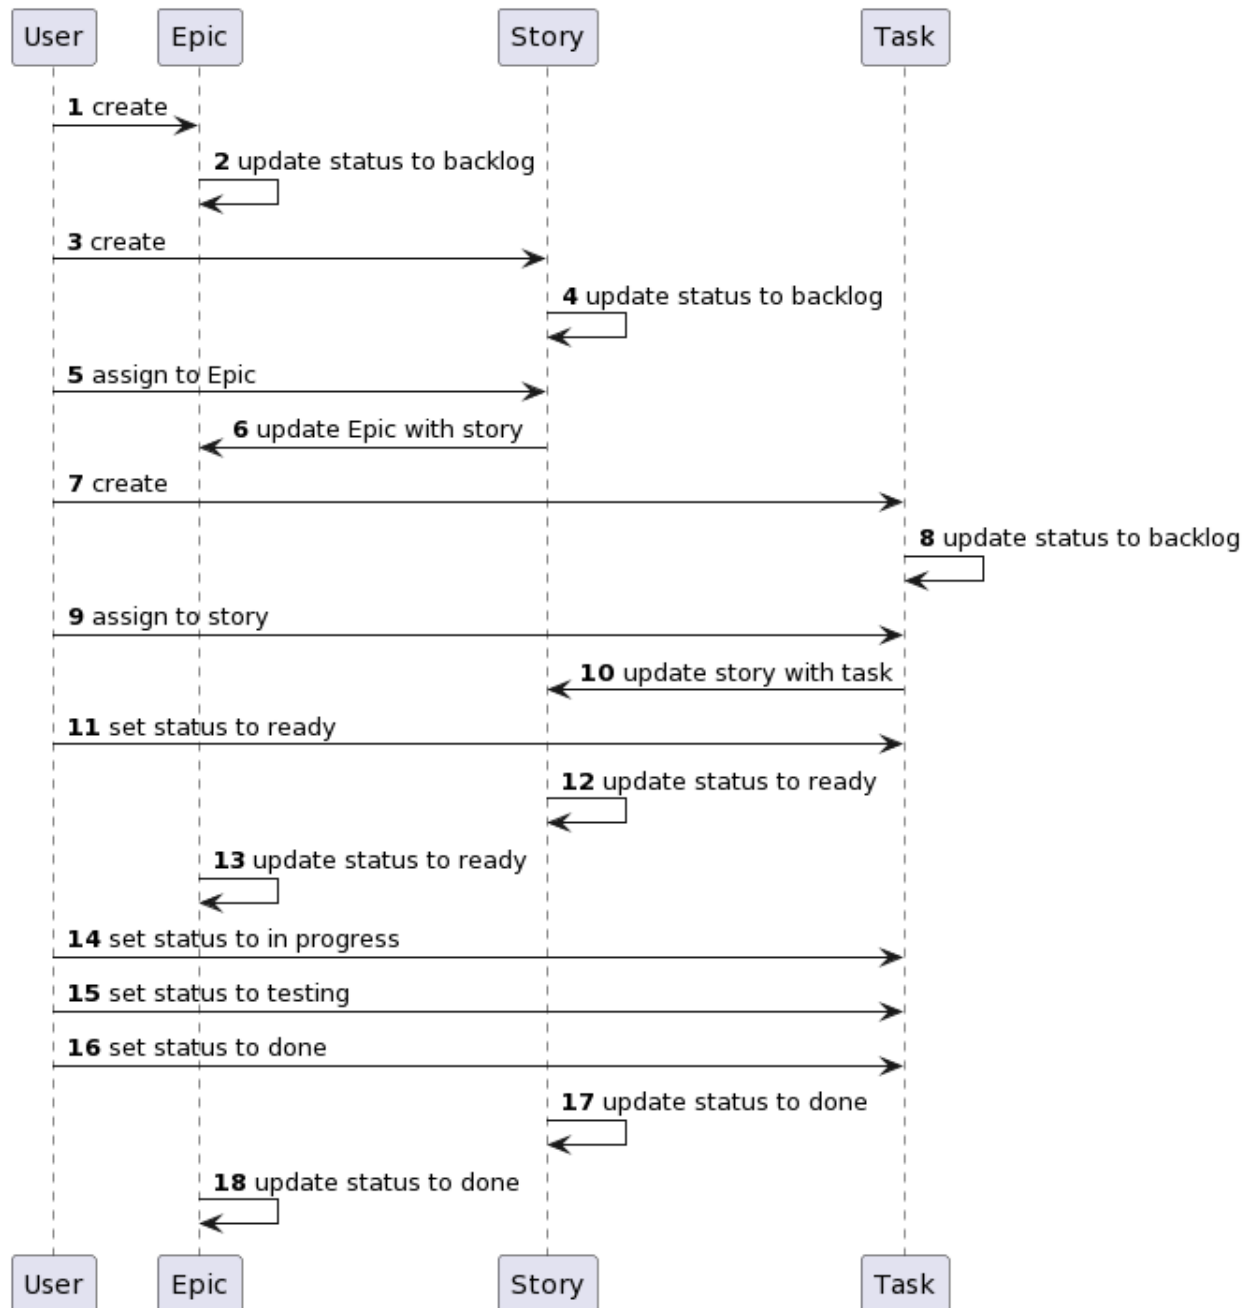 User Epic Story Task
1 create
2 update status to backlog
3 create
4 update status to backlog
5 assign to Epic
6 update Epic with story
7 create
8 update status to backlog
9 assign to story
10 update story with task
11 set status to ready
12 update status to ready
13 update status to ready
14 set status to in progress
15 set status to testing
16 set status to done
17 update status to done
18 update status to done
User Epic Story Task